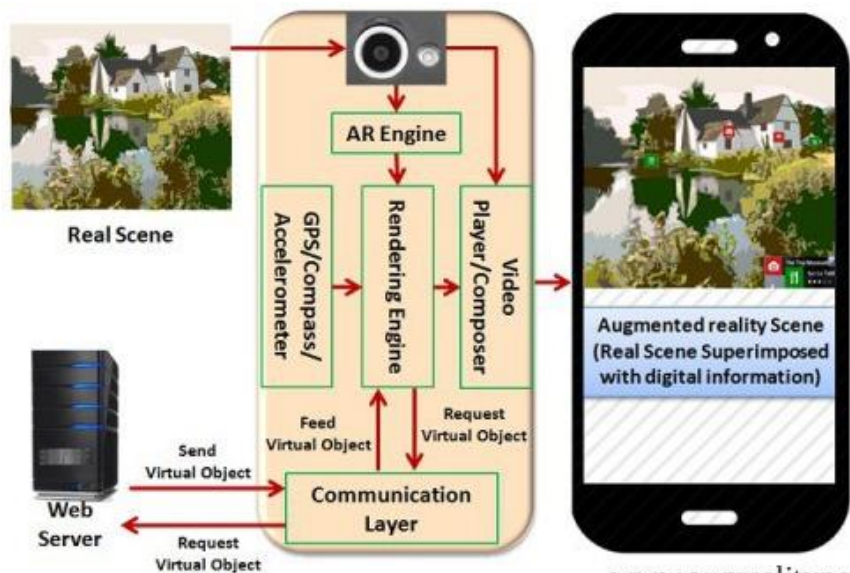 AR Engine
Real Scene
GPS/Compass/
Accelerometer
Rendering Engine
Video
Player/Composer
Augmented reality Scene
(Real Scene Superimposed
with digital information)
Feed
Virtual Object
Request
Virtual Object
Send
Virtual Object
Web
Server
Communication
Layer
Request
Virtual Object